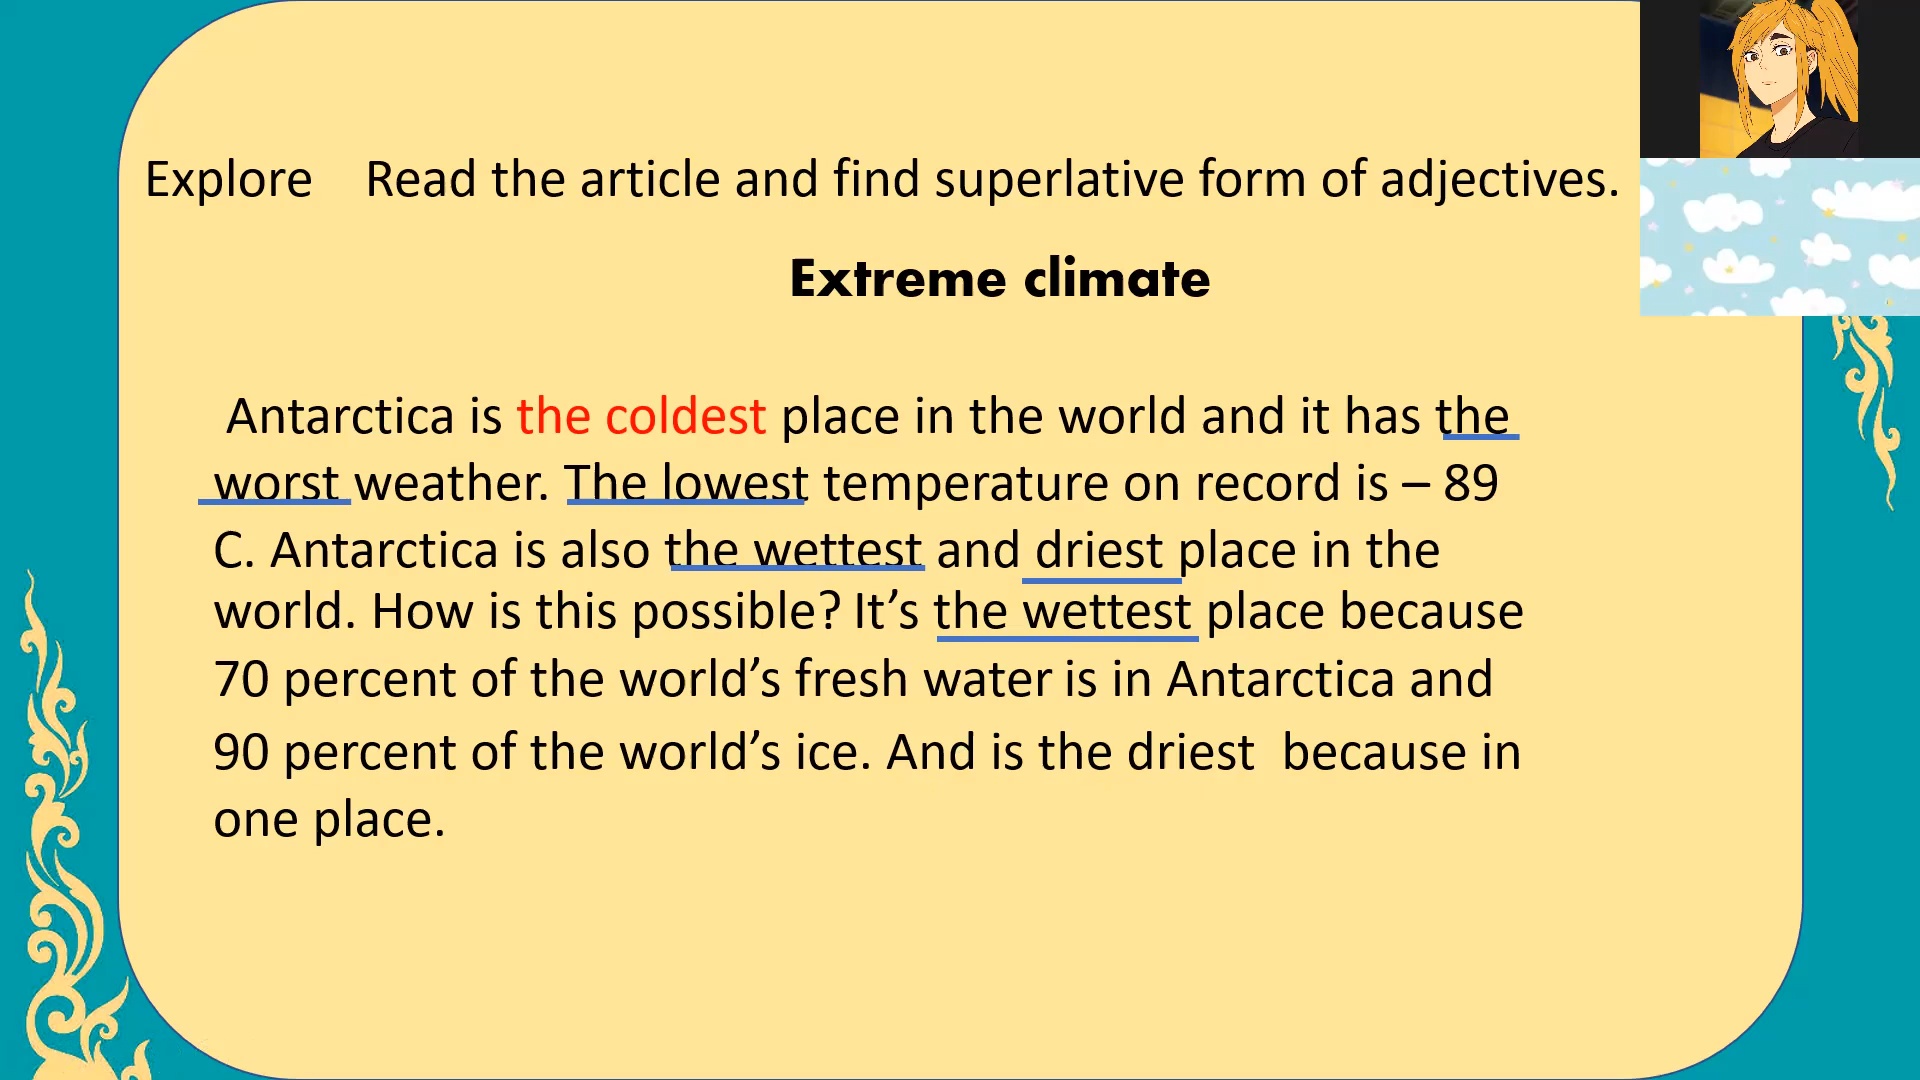 Explore Read the article and find superlative form of adjectives.
Extreme climate
Antarctica is the coldest place in the world and it has the
worst weather. The lowest temperature on record is – 89
C. Antarctica is also the wettest and driest place in the
world. How is this possible? It’s the wettest place because
70 percent of the world’s fresh water is in Antarctica and
90 percent of the world’s ice. And is the driest because in
one place.